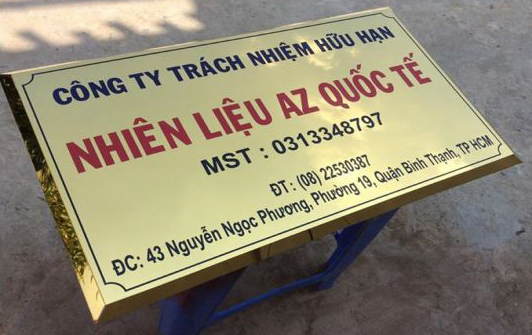 CÔNG TY TRÁCH NHIỆM HỮU HẠN
NHIÊN LIỆU AZ QUỐC TẾ
MST : 0313348797
ĐT : (08) 22530387
ĐC: 43 Nguyễn Ngọc Phương, Phường 19, Quận Bình Thạnh, TP HCM